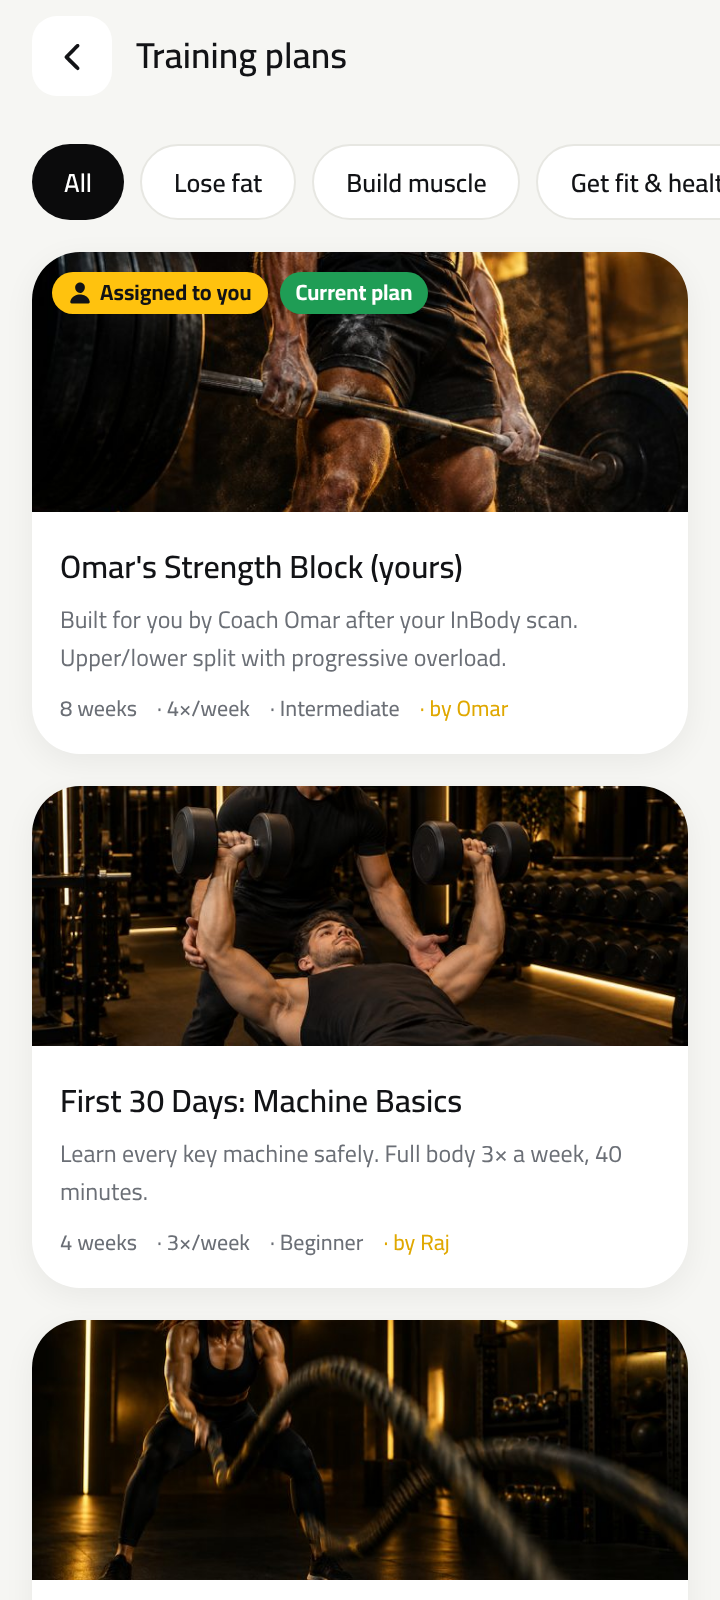 Training plans
All
Lose fat
Build muscle
Get fit & healt
Assigned to you
Current plan
Omar's Strength Block (yours)
Built for you by Coach Omar after your InBody scan.
Upper/lower split with progressive overload.
8 weeks · 4×/week · Intermediate · by Omar
First 30 Days: Machine Basics
Learn every key machine safely. Full body 3× a week, 40
minutes.
4 weeks · 3×/week · Beginner · by Raj